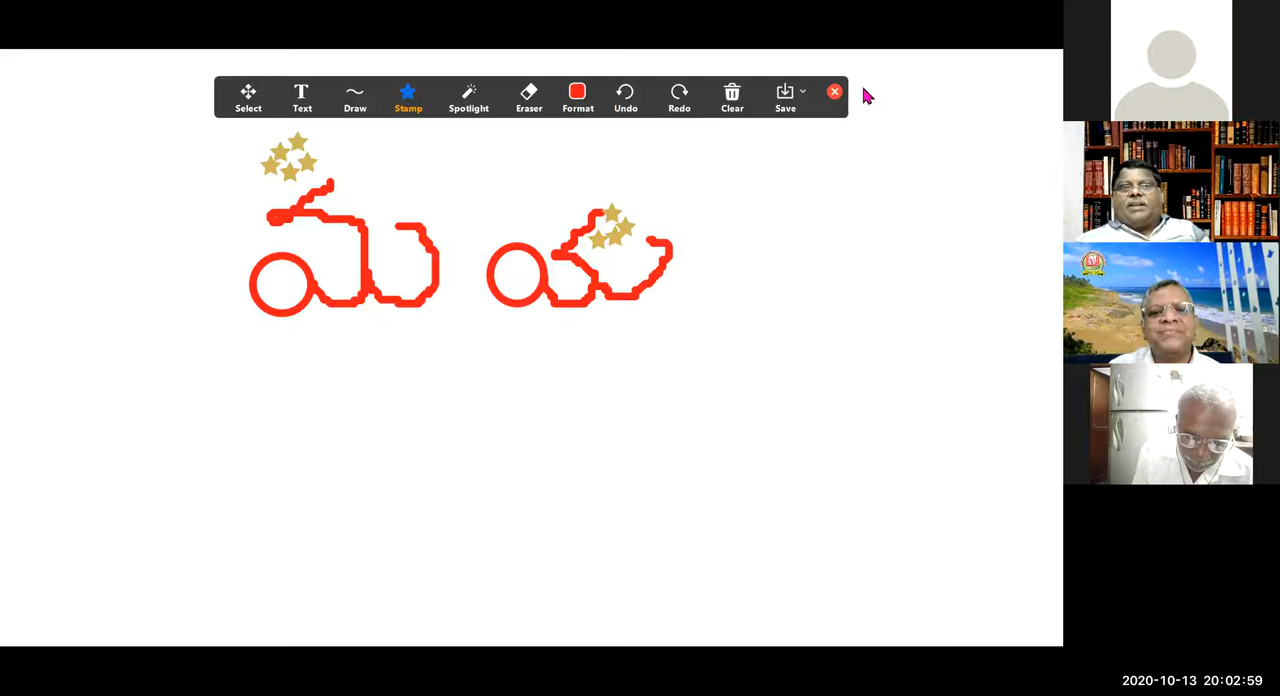 Select Text Draw Stamp Spotlight Eraser Format Undo Redo Clear Save
మ య
2020-10-13 20:02:59